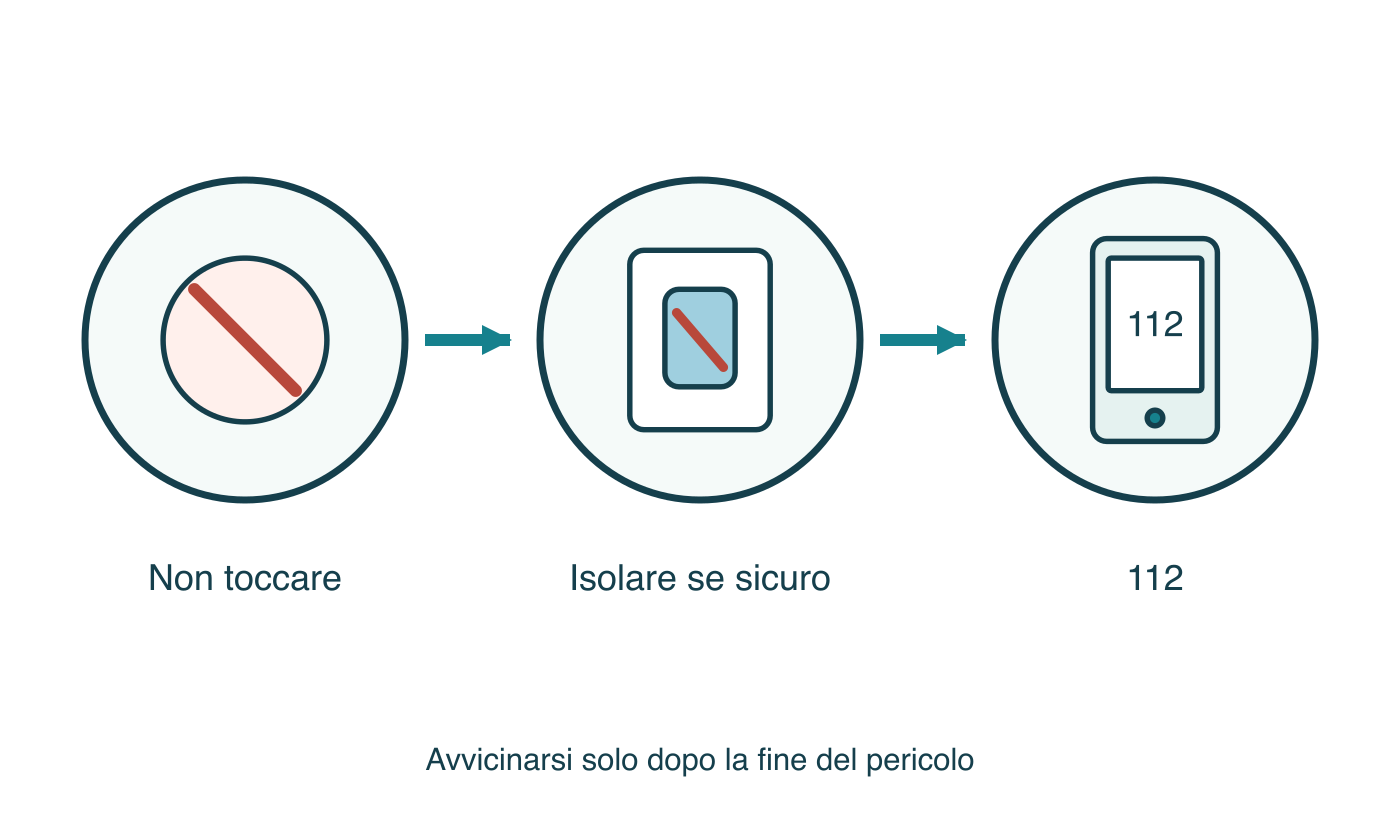 112
Non toccare
Isolare se sicuro
112
Avvicinarsi solo dopo la fine del pericolo